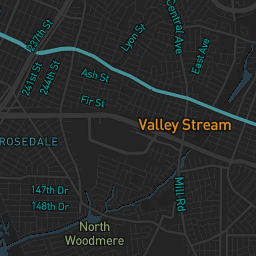 237th St
241st St
244th St
Lyon St
Central Ave
East Ave
Ash St
Fir St
Valley Stream
ROSEDALE
147th Dr
148th Dr
Mill Rd
North
Woodmere